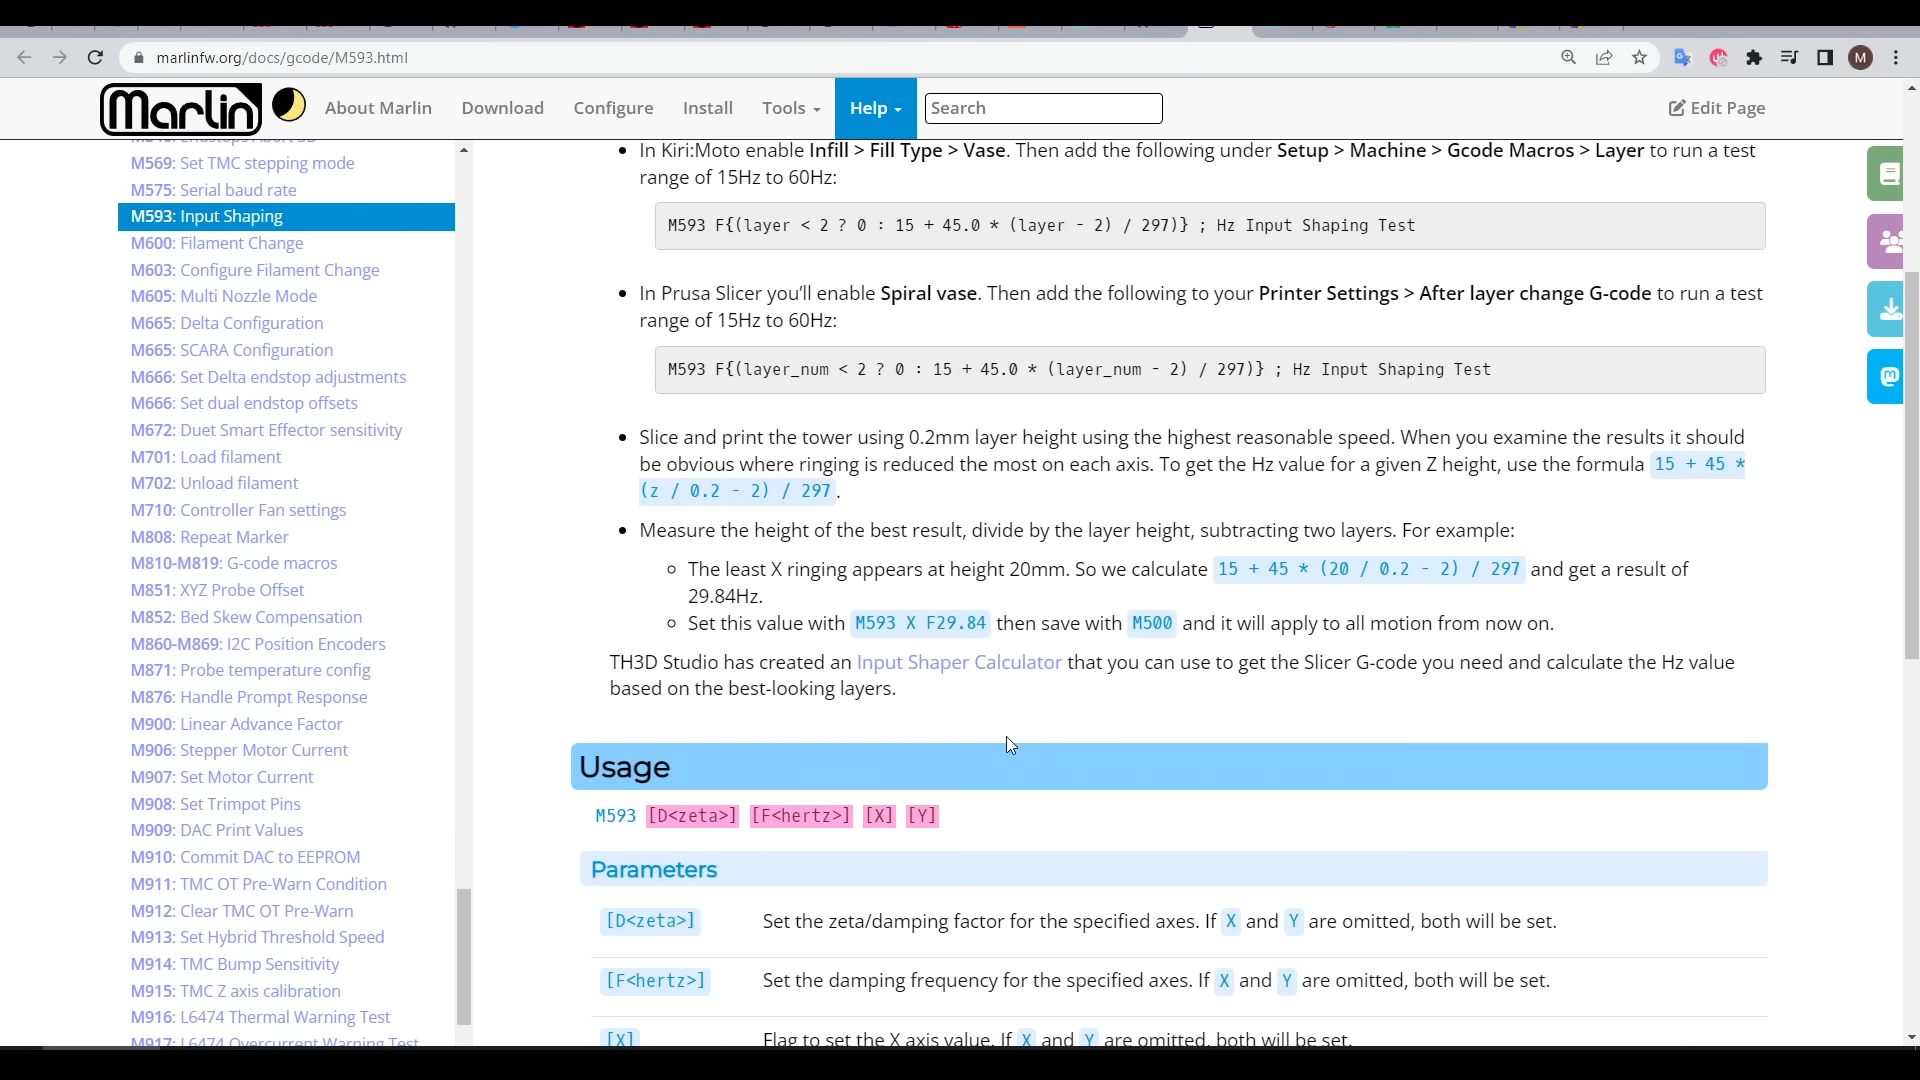 marlinfw.org/docs/gcode/M593.html
M
Marlin
About Marlin
Download
Configure
Install
Tools
Help
Search
Edit Page
M569: Set TMC stepping mode
M575: Serial baud rate
M593: Input Shaping
M600: Filament Change
M603: Configure Filament Change
M605: Multi Nozzle Mode
M665: Delta Configuration
M665: SCARA Configuration
M666: Set Delta endstop adjustments
M666: Set dual endstop offsets
M672: Duet Smart Effector sensitivity
M701: Load filament
M702: Unload filament
M710: Controller Fan settings
M808: Repeat Marker
M810-M819: G-code macros
M851: XYZ Probe Offset
M852: Bed Skew Compensation
M860-M869: I2C Position Encoders
M871: Probe temperature config
M876: Handle Prompt Response
M900: Linear Advance Factor
M906: Stepper Motor Current
M907: Set Motor Current
M908: Set Trimpot Pins
M909: DAC Print Values
M910: Commit DAC to EEPROM
M911: TMC OT Pre-Warn Condition
M912: Clear TMC OT Pre-Warn
M913: Set Hybrid Threshold Speed
M914: TMC Bump Sensitivity
M915: TMC Z axis calibration
M916: L6474 Thermal Warning Test
M917: L6474 Overcurrent Warning Test
• In Kiri:Moto enable Infill > Fill Type > Vase. Then add the following under Setup > Machine > Gcode Macros > Layer to run a test
range of 15Hz to 60Hz:
M593 F{(layer < 2 ? 0 : 15 + 45.0 * (layer - 2) / 297)} ; Hz Input Shaping Test
• In Prusa Slicer you’ll enable Spiral vase. Then add the following to your Printer Settings > After layer change G-code to run a test
range of 15Hz to 60Hz:
M593 F{(layer_num < 2 ? 0 : 15 + 45.0 * (layer_num - 2) / 297)} ; Hz Input Shaping Test
• Slice and print the tower using 0.2mm layer height using the highest reasonable speed. When you examine the results it should
be obvious where ringing is reduced the most on each axis. To get the Hz value for a given Z height, use the formula 15 + 45 *
(z / 0.2 - 2) / 297.
• Measure the height of the best result, divide by the layer height, subtracting two layers. For example:
◦ The least X ringing appears at height 20mm. So we calculate 15 + 45 * (20 / 0.2 - 2) / 297 and get a result of
29.84Hz.
◦ Set this value with M593 X F29.84 then save with M500 and it will apply to all motion from now on.
TH3D Studio has created an Input Shaper Calculator that you can use to get the Slicer G-code you need and calculate the Hz value
based on the best-looking layers.
Usage
M593 [D<zeta>] [F<hertz>] [X] [Y]
Parameters
[D<zeta>] Set the zeta/damping factor for the specified axes. If X and Y are omitted, both will be set.
[F<hertz>] Set the damping frequency for the specified axes. If X and Y are omitted, both will be set.
[X] Flag to set the X axis value. If X and Y are omitted, both will be set.